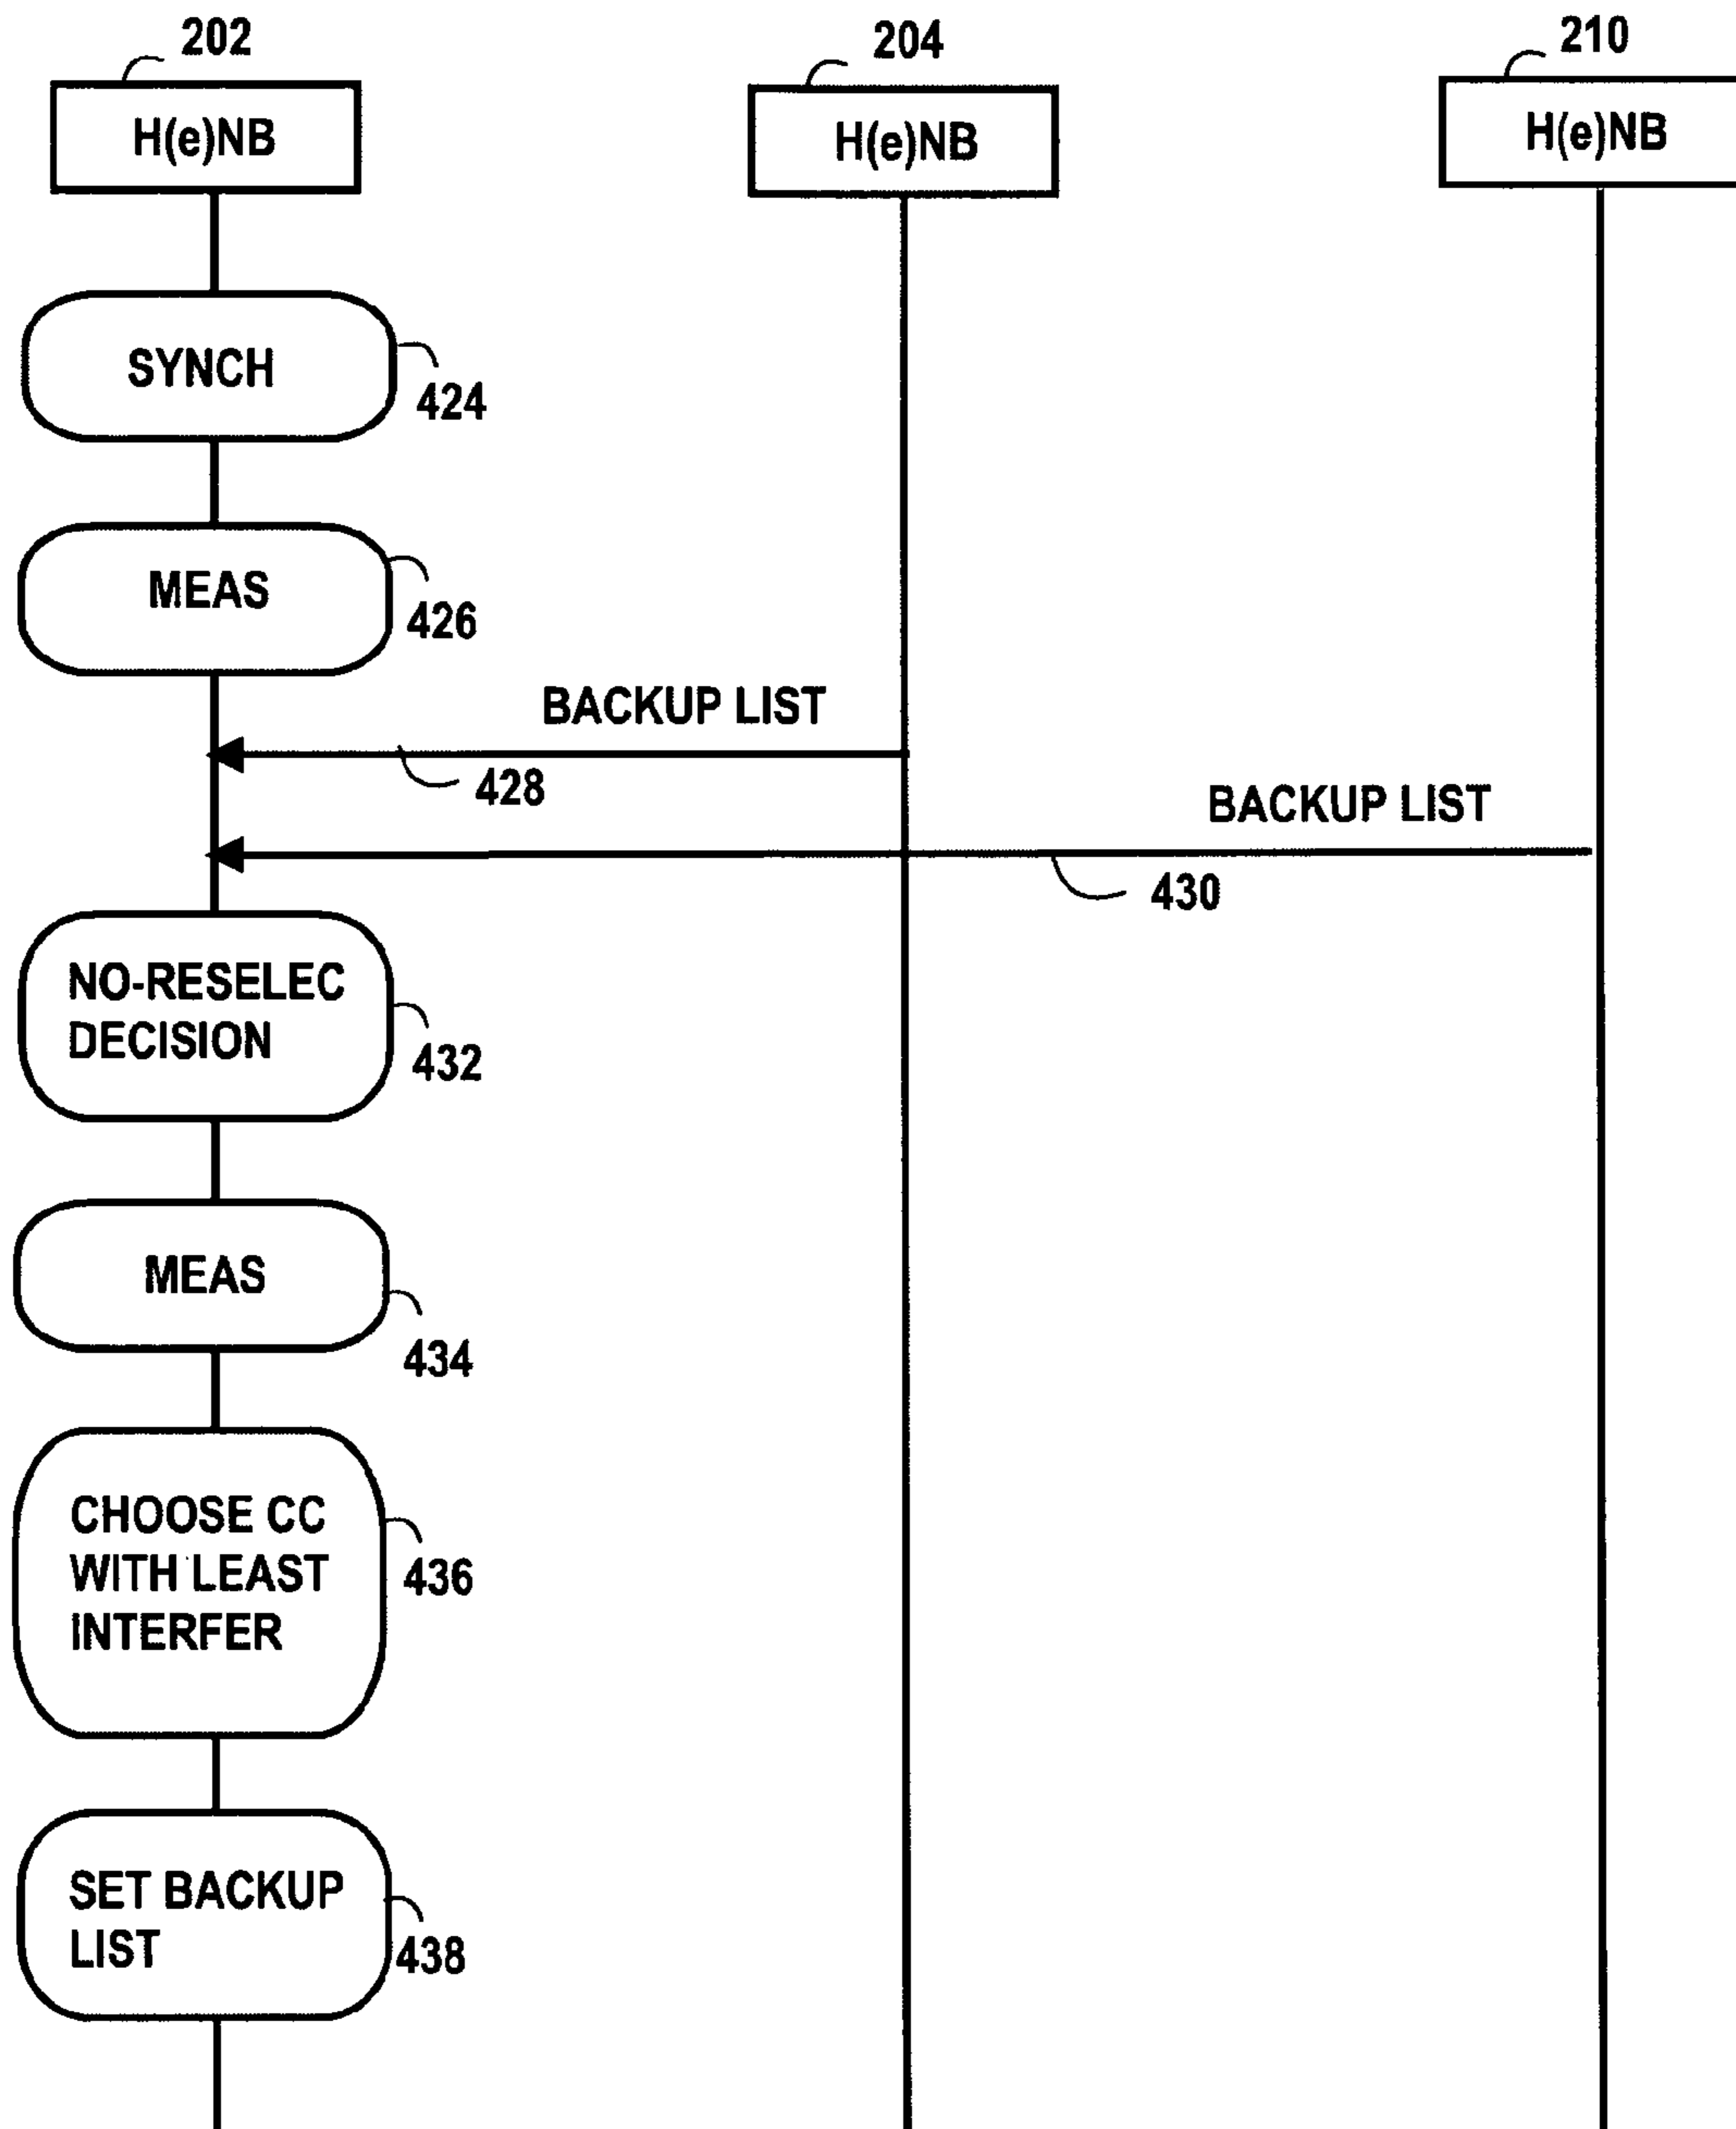 202
204
210
H(e)NB
H(e)NB
H(e)NB
SYNCH
424
MEAS
426
BACKUP LIST
428
BACKUP LIST
430
NO-RESELEC
DECISION
432
MEAS
434
CHOOSE CC
WITH LEAST
INTERFER
436
SET BACKUP
LIST
438